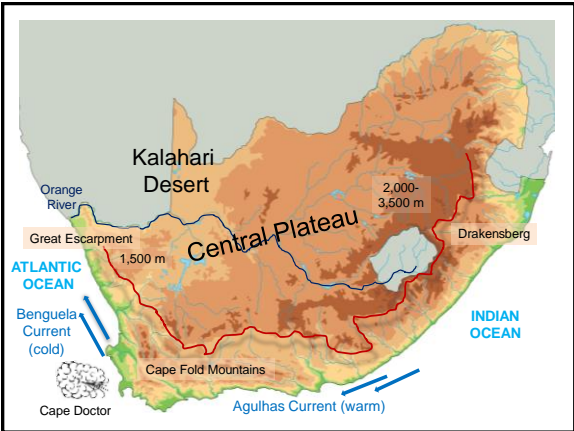 Kalahari
Desert
Orange
River
2,000-
3,500 m
Central Plateau
Great Escarpment
Drakensberg
1,500 m
ATLANTIC
OCEAN
Benguela
Current
(cold)
INDIAN
OCEAN
Cape Fold Mountains
Cape Doctor
Agulhas Current (warm)